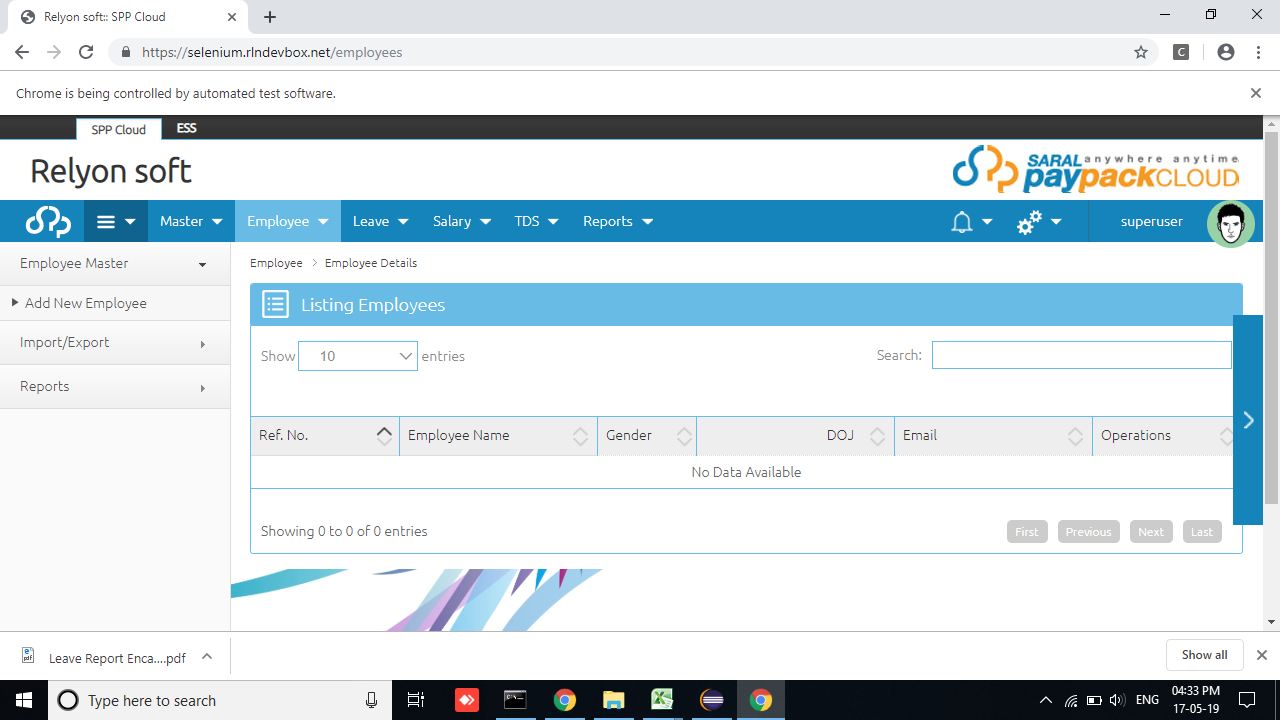 Relyon soft:: SPP Cloud
https://selenium.rlndevbox.net/employees
C
Chrome is being controlled by automated test software.
SPP Cloud ESS
Relyon soft
SARAL anywhere anytime
paypackCLOUD
Master Employee Leave Salary TDS Reports superuser
Employee Master
Add New Employee
Import/Export
Reports
Employee > Employee Details
Listing Employees
Show 10 entries Search:
Ref. No. Employee Name Gender DOJ Email Operations
No Data Available
Showing 0 to 0 of 0 entries First Previous Next Last
Leave Report Enca....pdf Show all
Type here to search ENG 04:33 PM
17-05-19